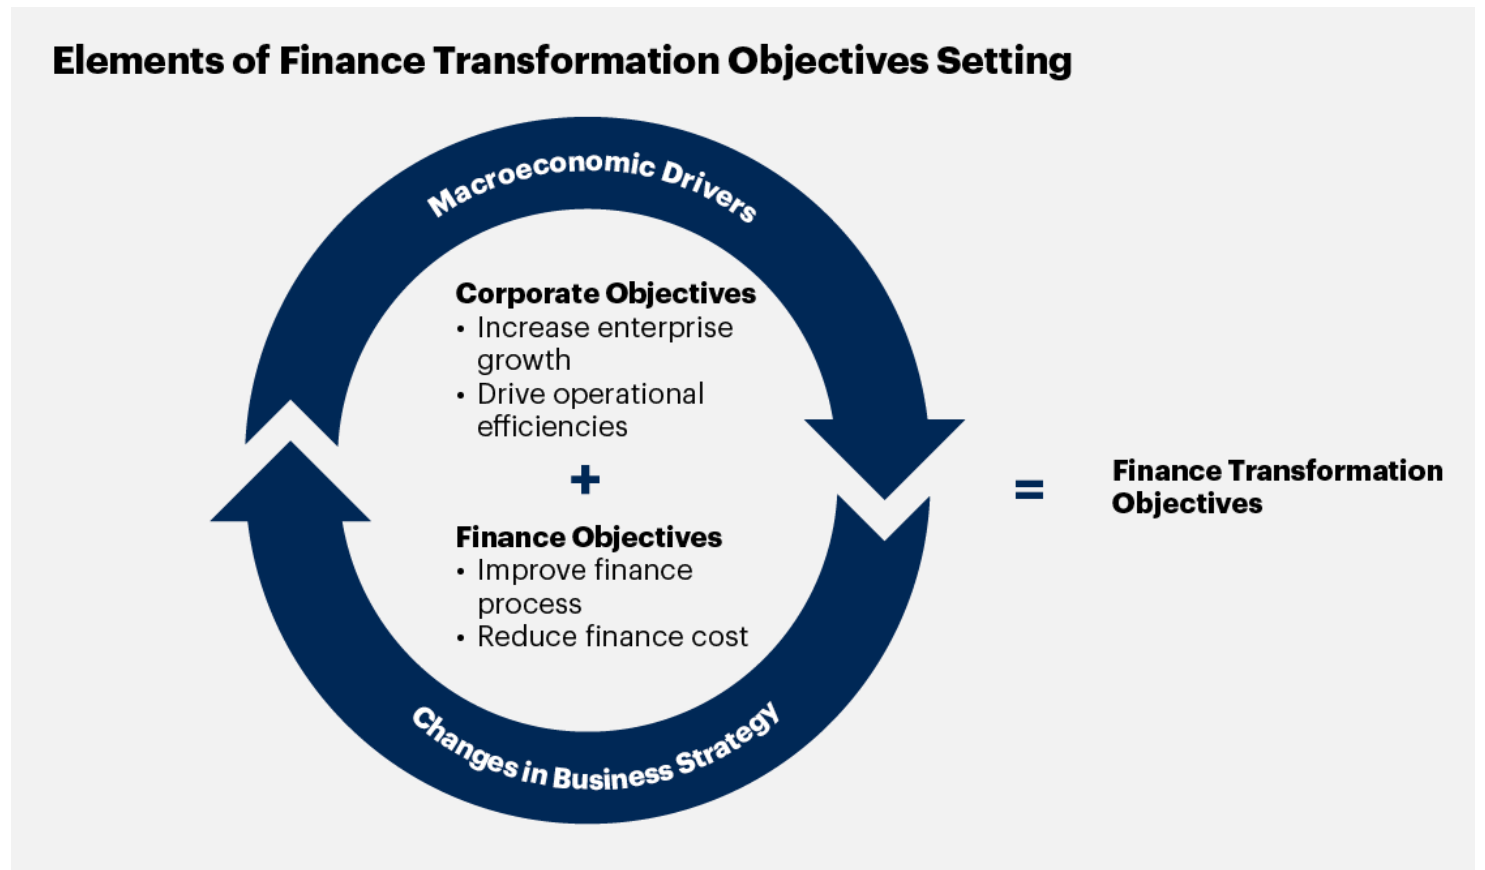 Elements of Finance Transformation Objectives Setting
Macroeconomic Drivers
Corporate Objectives
• Increase enterprise
growth
• Drive operational
efficiencies
+
Finance Objectives
• Improve finance
process
• Reduce finance cost
Changes in Business Strategy
=
Finance Transformation
Objectives